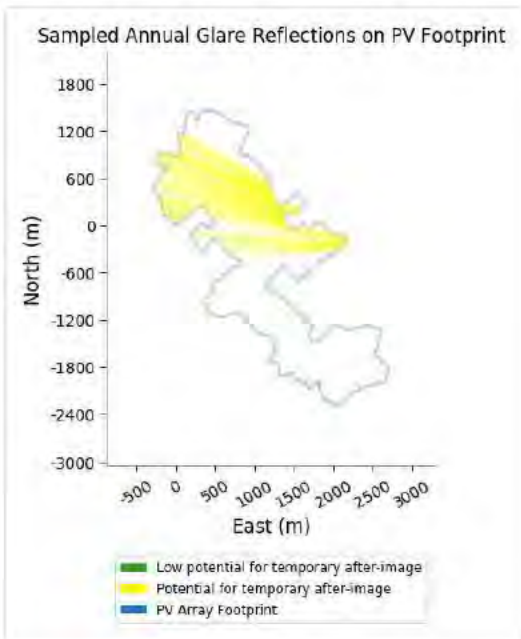 Sampled Annual Glare Reflections on PV Footprint
1800
1200
600
0
-600
-1200
-1800
-2400
-3000
North (m)
-500
0
500
1000
1500
2000
2500
3000
East (m)
Low potential for temporary after-image
Potential for temporary after-image
PV Array Footprint